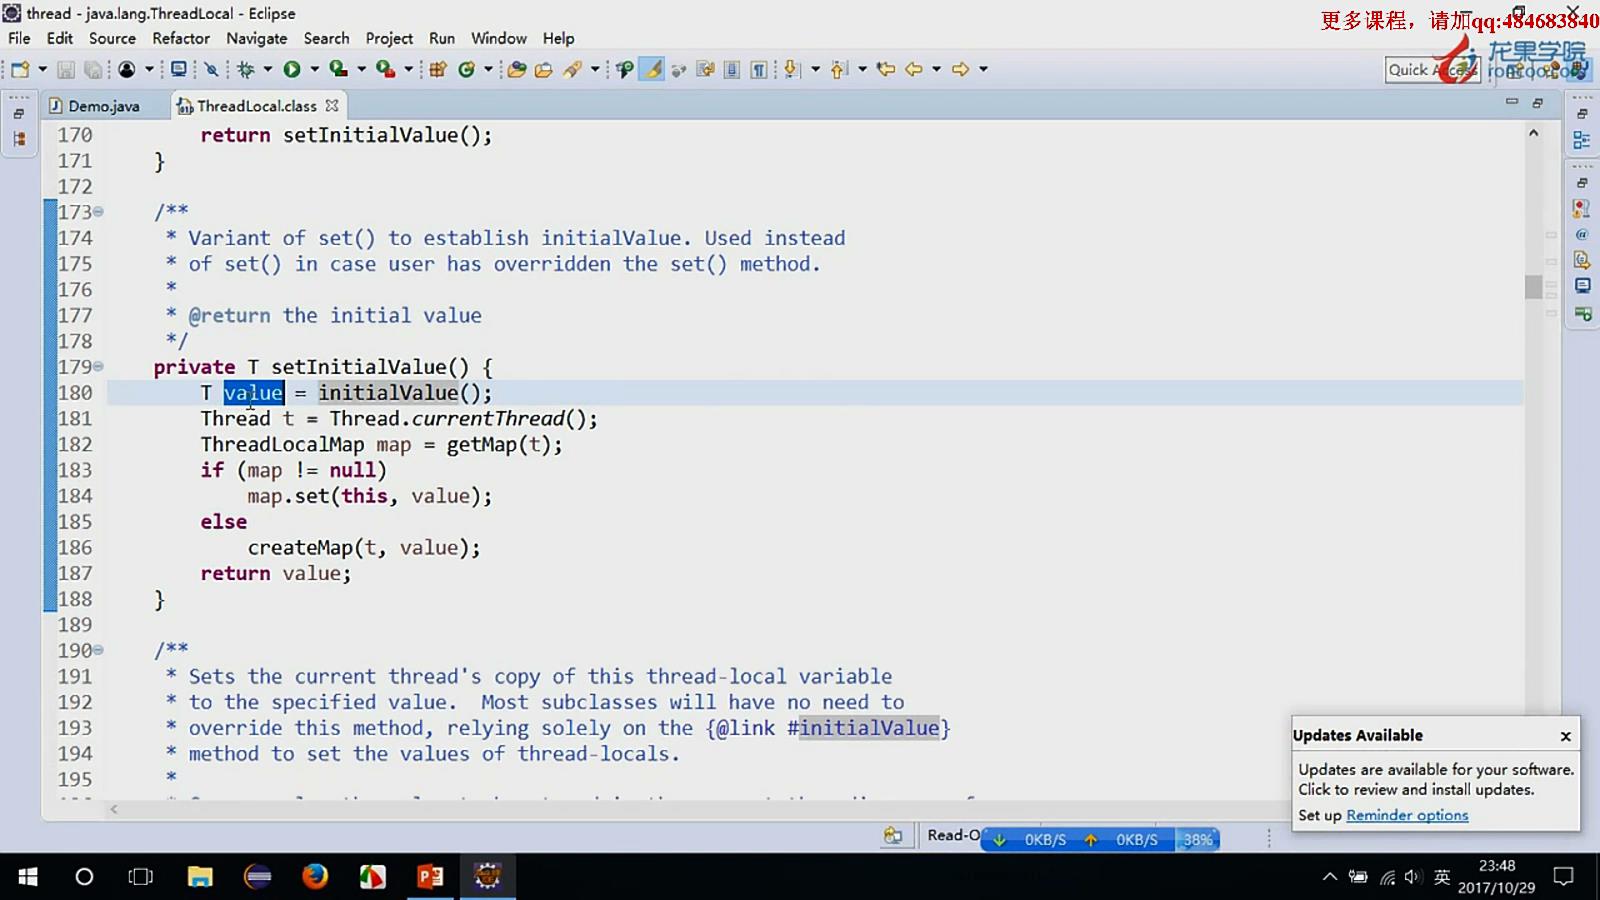 thread - java.lang.ThreadLocal - Eclipse
更多课程，请加qq:484683840
File Edit Source Refactor Navigate Search Project Run Window Help
龙果学院
Quick Access
roncoo.com
Demo.java ThreadLocal.class
170 return setInitialValue();
171 }
172
173 /**
174 * Variant of set() to establish initialValue. Used instead
175 * of set() in case user has overridden the set() method.
176 *
177 * @return the initial value
178 */
179 private T setInitialValue() {
180 T value = initialValue();
181 Thread t = Thread.currentThread();
182 ThreadLocalMap map = getMap(t);
183 if (map != null)
184 map.set(this, value);
185 else
186 createMap(t, value);
187 return value;
188 }
189
190 /**
191 * Sets the current thread's copy of this thread-local variable
192 * to the specified value.  Most subclasses will have no need to
193 * override this method, relying solely on the {@link #initialValue}
194 * method to set the values of thread-locals.
195 *
Updates Available
Updates are available for your software.
Click to review and install updates.
Set up Reminder options
Read-O
0KB/S 0KB/S 38%
英
23:48
2017/10/29